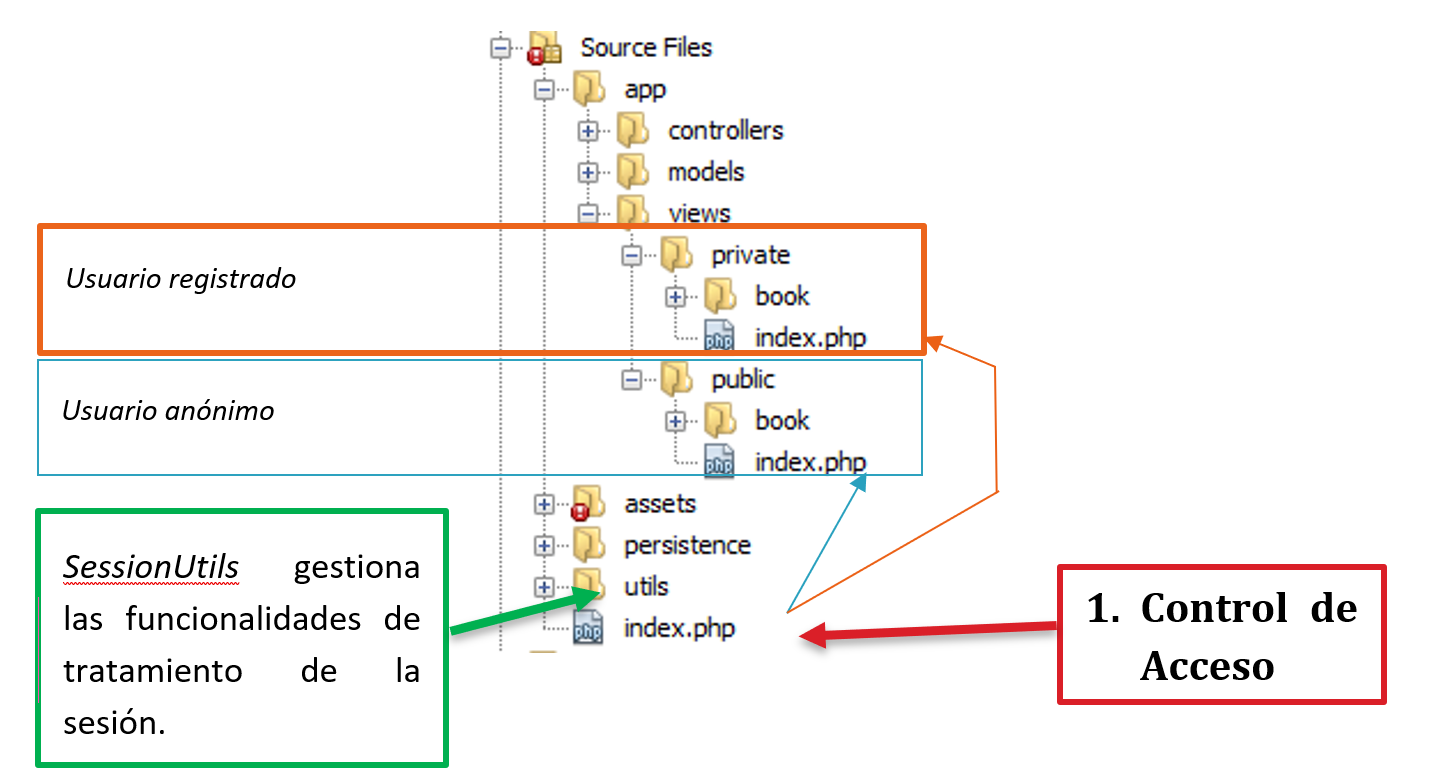 Source Files
app
controllers
models
views
Usuario registrado
private
book
index.php
Usuario anónimo
public
book
index.php
assets
persistence
utils
index.php
SessionUtils gestiona
las funcionalidades de
tratamiento de la
sesión.
1. Control de
Acceso